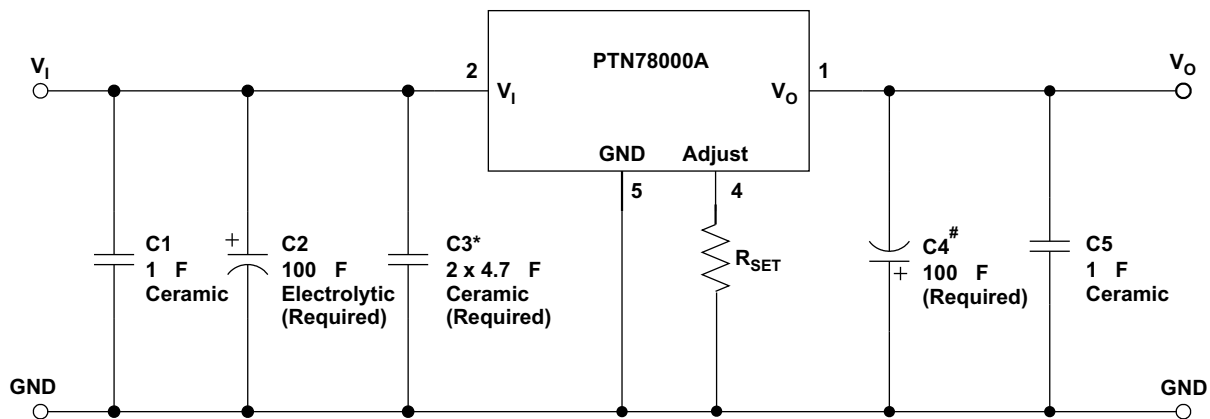 PTN78000A
V_I
2
V_I
V_O
1
V_O
GND
Adjust
5
4
C1
1 F
Ceramic
+
C2
100 F
Electrolytic
(Required)
C3*
2 x 4.7 F
Ceramic
(Required)
R_SET
C4^#
100 F
(Required)
+
C5
1 F
Ceramic
GND
GND